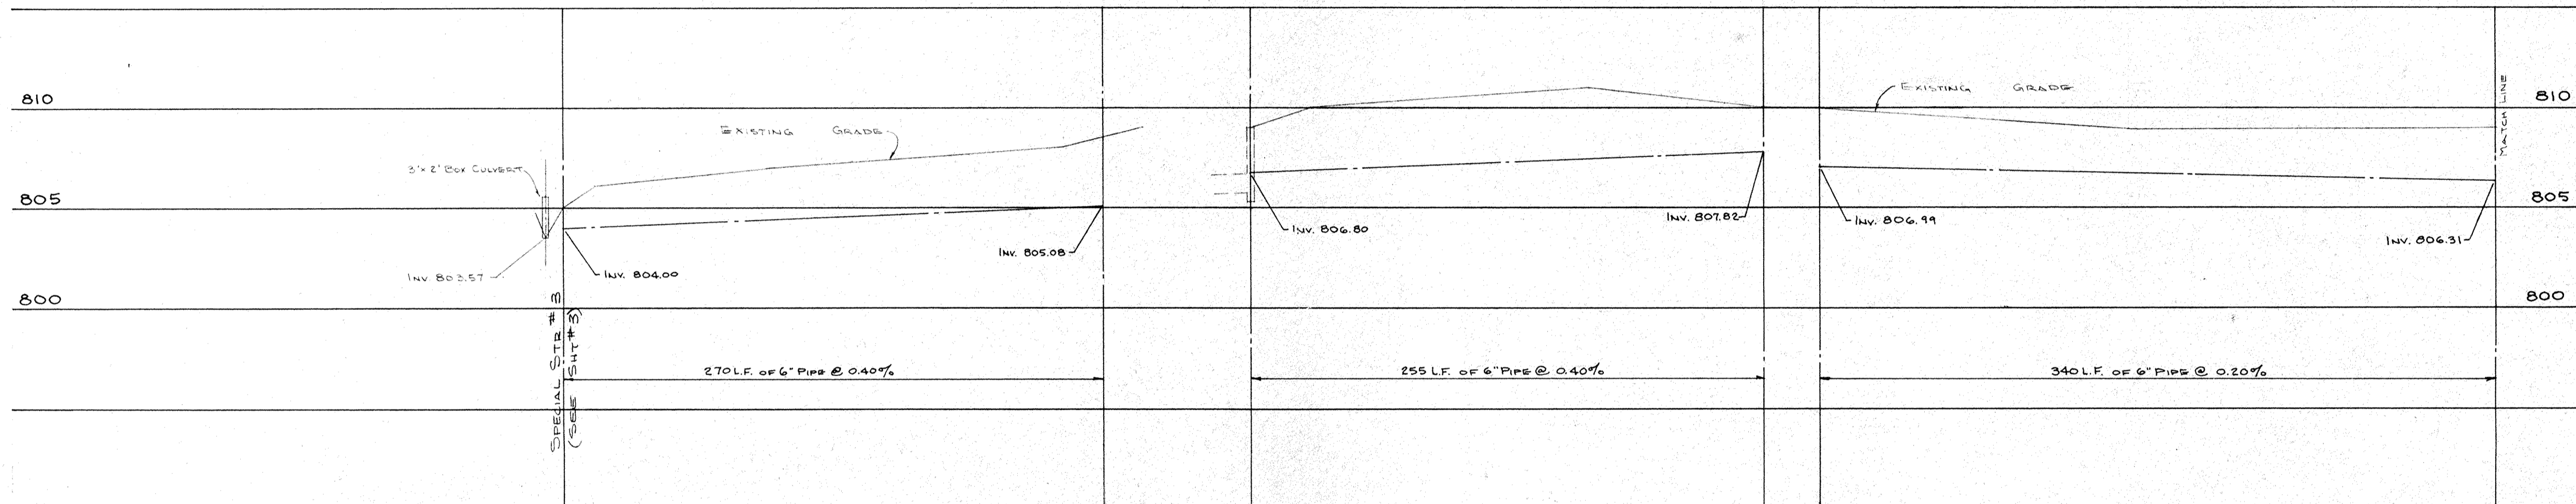 810
805
800
3'x2' BOX CULVERT
INV 803.57
INV. 804.00
EXISTING GRADE
INV. 805.08
SPECIAL STR #3
(SEE SHT #3)
270 L.F. OF 6" PIPE @ 0.40%
INV. 806.80
INV. 807.82
255 L.F. OF 6" PIPE @ 0.40%
EXISTING GRADE
INV. 806.99
INV. 806.31
340 L.F. OF 6" PIPE @ 0.20%
MATCH LINE
810
805
800